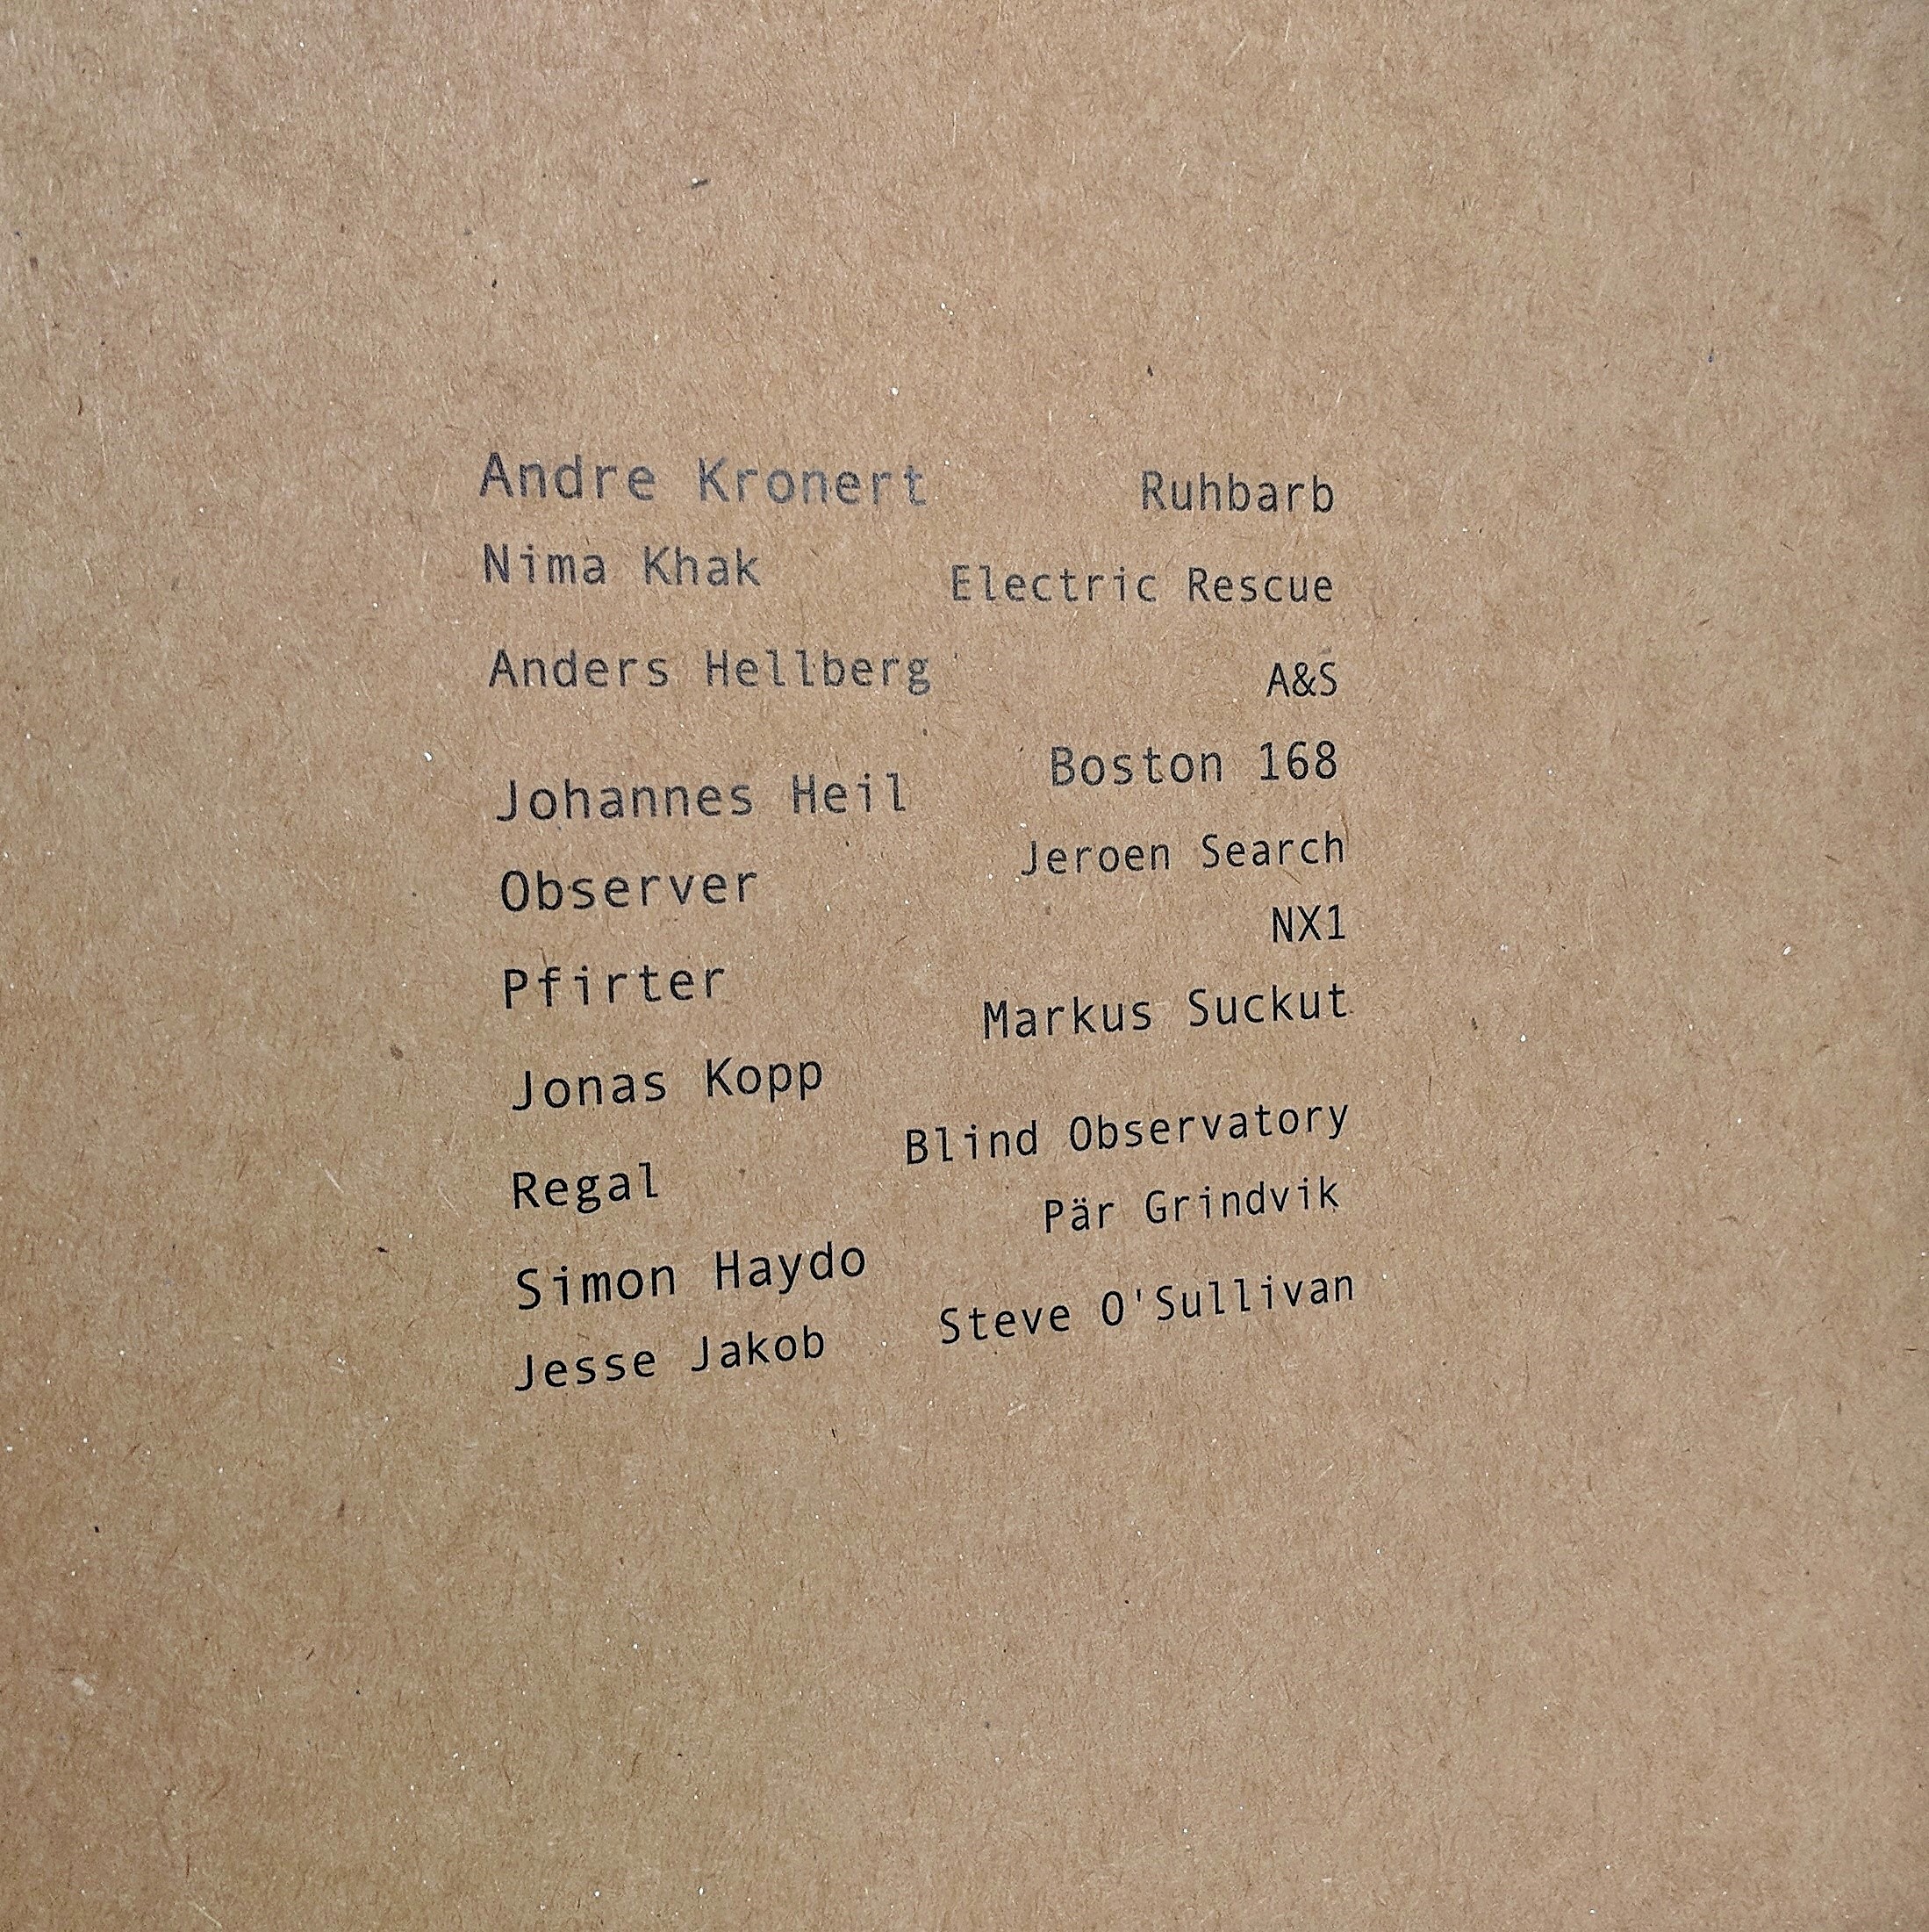 Andre Kronert
Nima Khak
Anders Hellberg
Johannes Heil
Observer
Pfirter
Jonas Kopp
Regal
Simon Haydo
Jesse Jakob
Ruhbarb
Electric Rescue
A&S
Boston 168
Jeroen Search
NX1
Markus Suckut
Blind Observatory
Pär Grindvik
Steve O'Sullivan